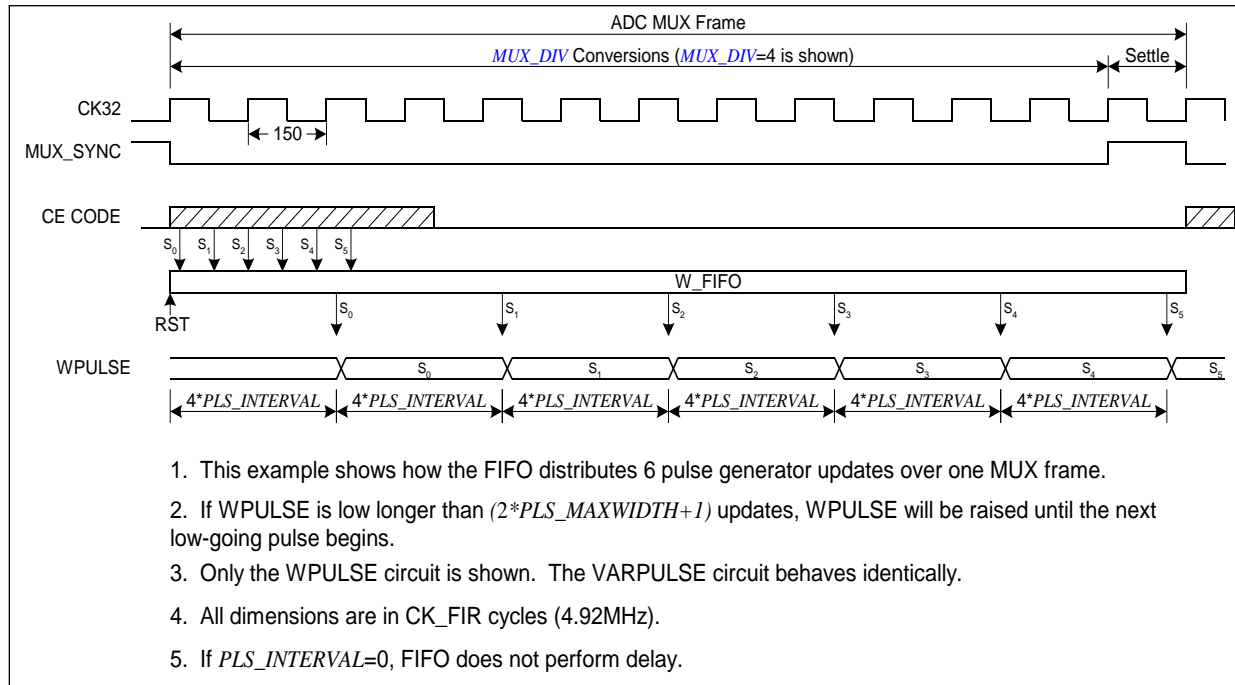 ADC MUX Frame
MUX_DIV Conversions (MUX_DIV=4 is shown)
Settle
CK32
150
MUX_SYNC
CE CODE
S0 S1 S2 S3 S4 S5
W_FIFO
RST
S0 S1 S2 S3 S4 S5
WPULSE
S0 S1 S2 S3 S4 S5
4*PLS_INTERVAL 4*PLS_INTERVAL 4*PLS_INTERVAL 4*PLS_INTERVAL 4*PLS_INTERVAL 4*PLS_INTERVAL
1. This example shows how the FIFO distributes 6 pulse generator updates over one MUX frame.
2. If WPULSE is low longer than (2*PLS_MAXWIDTH+1) updates, WPULSE will be raised until the next
low-going pulse begins.
3. Only the WPULSE circuit is shown. The VARPULSE circuit behaves identically.
4. All dimensions are in CK_FIR cycles (4.92MHz).
5. If PLS_INTERVAL=0, FIFO does not perform delay.